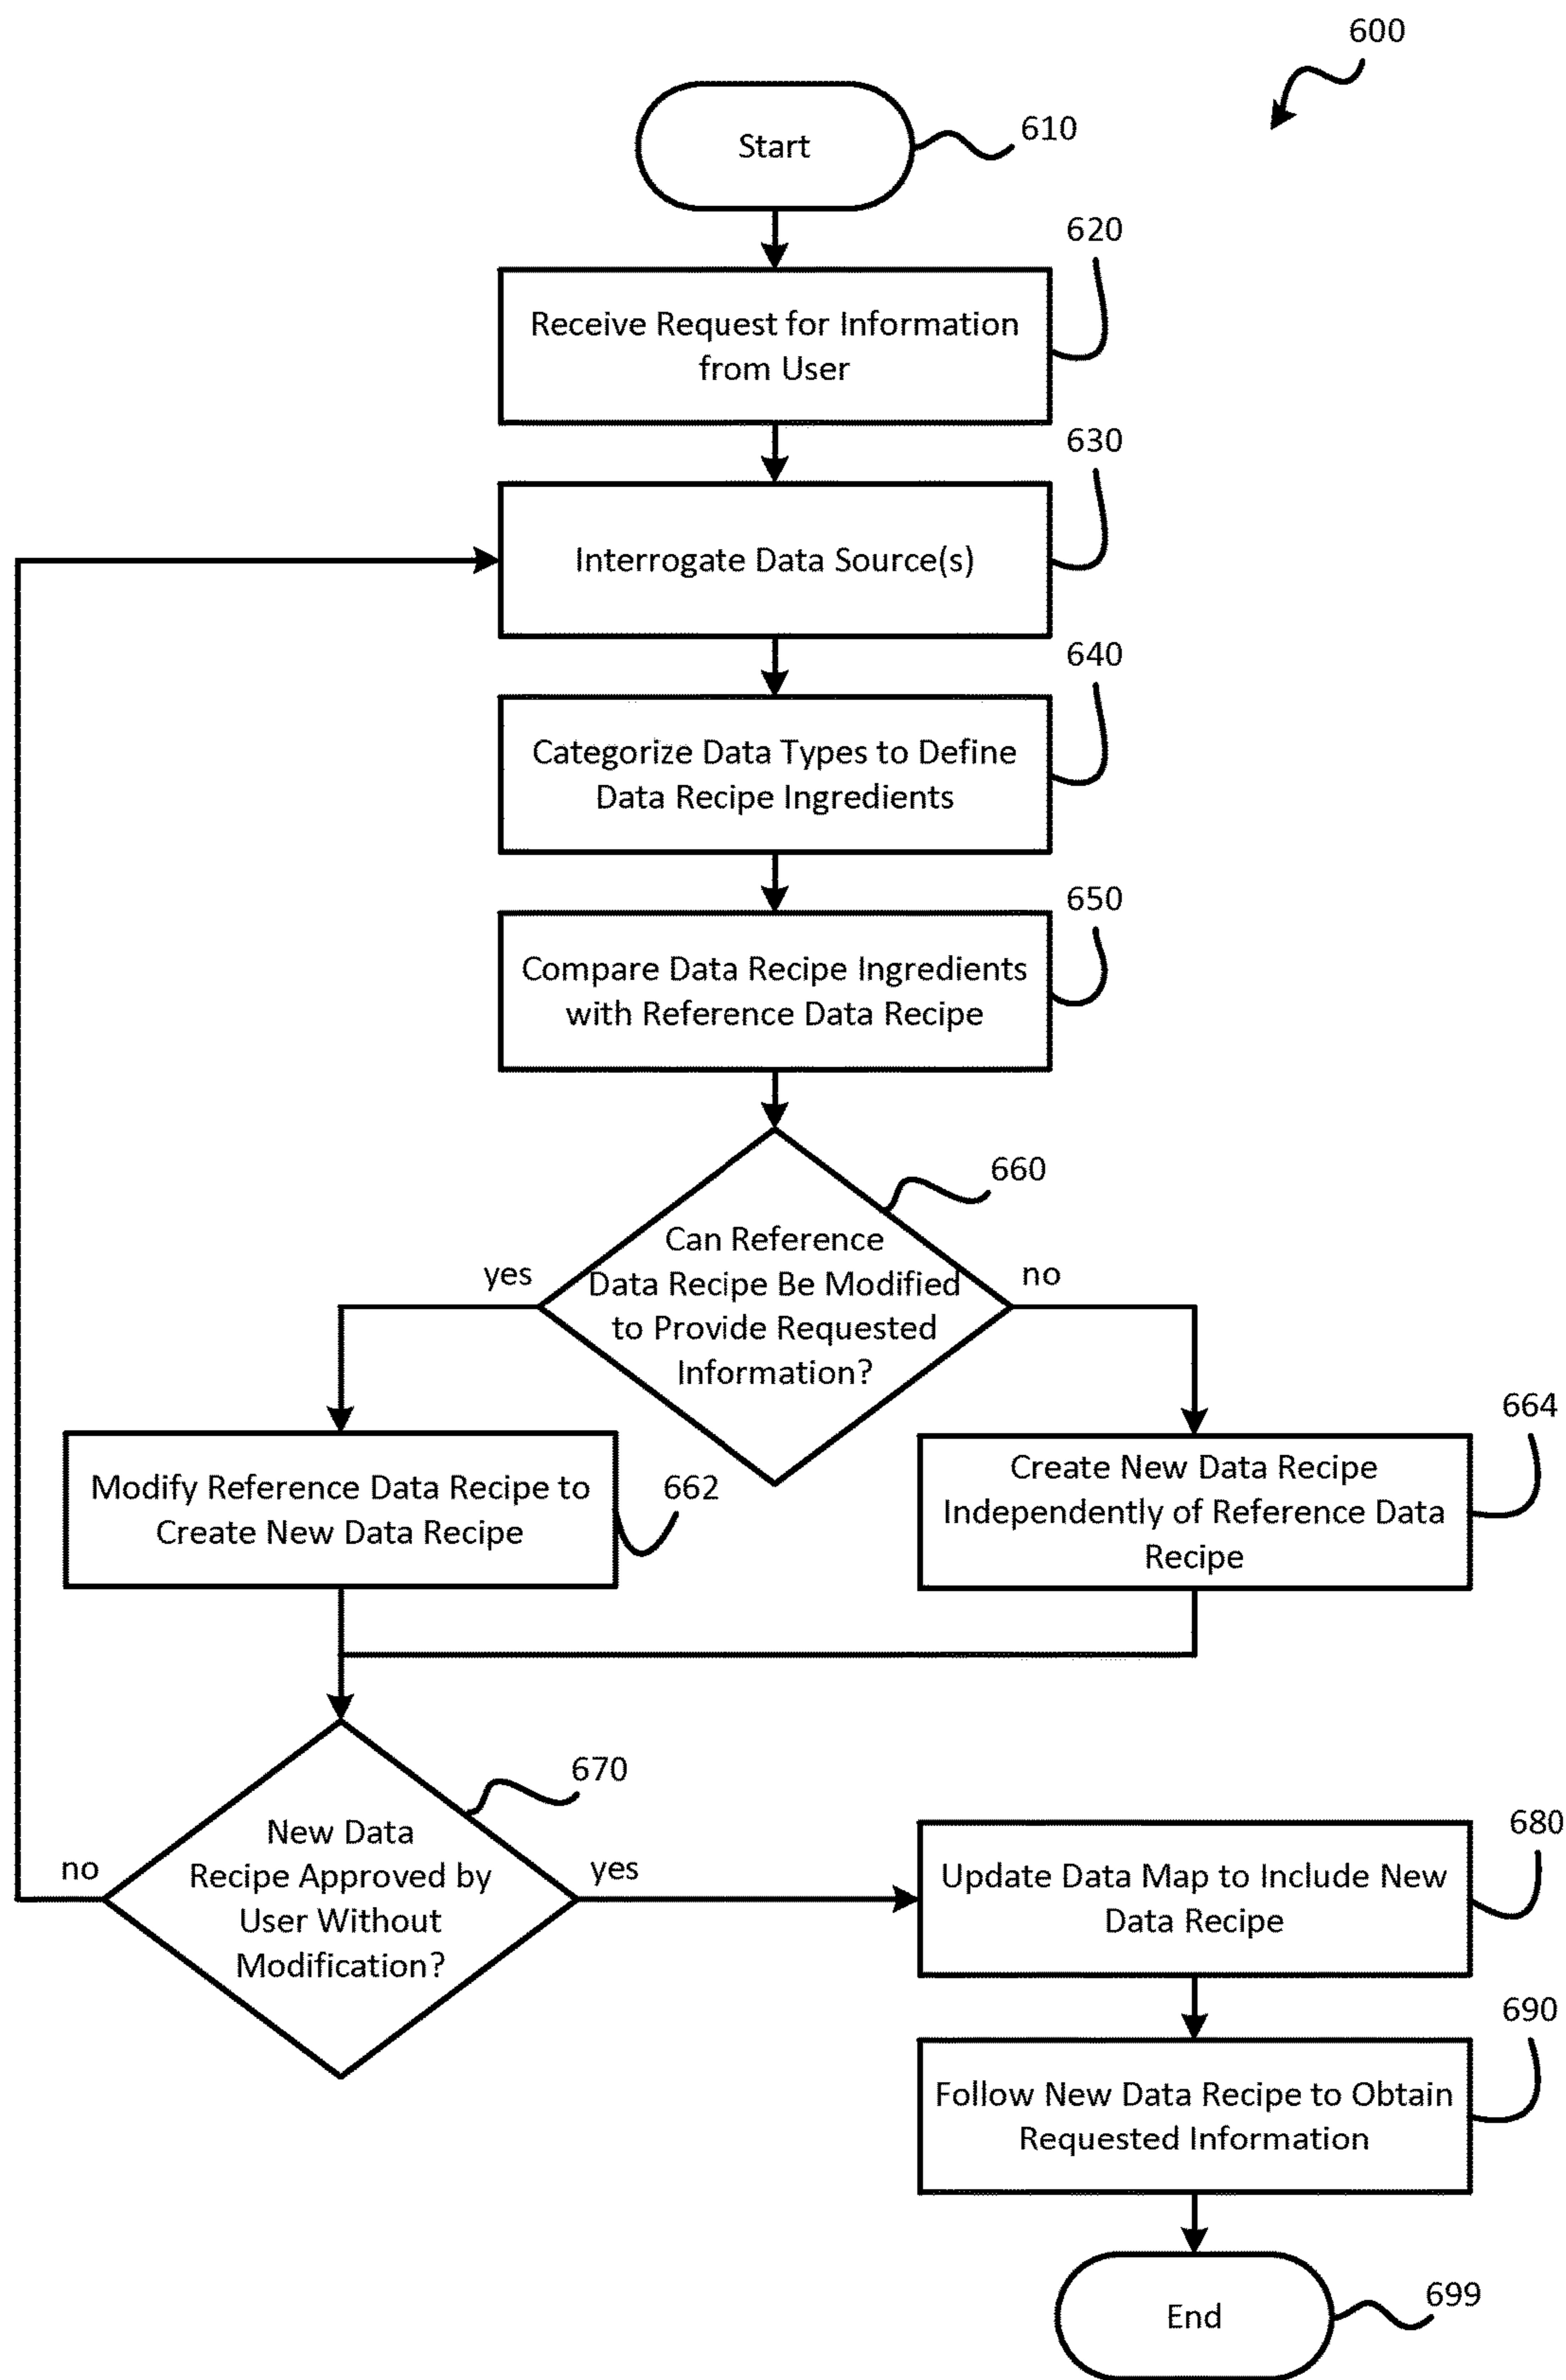 600
Start
610
620
Receive Request for Information
from User
630
Interrogate Data Source(s)
640
Categorize Data Types to Define
Data Recipe Ingredients
650
Compare Data Recipe Ingredients
with Reference Data Recipe
660
Can Reference
Data Recipe Be Modified
to Provide Requested
Information?
yes
no
Modify Reference Data Recipe to
Create New Data Recipe
662
664
Create New Data Recipe
Independently of Reference Data
Recipe
670
New Data
Recipe Approved by
User Without
Modification?
no
yes
680
Update Data Map to Include New
Data Recipe
690
Follow New Data Recipe to Obtain
Requested Information
End
699